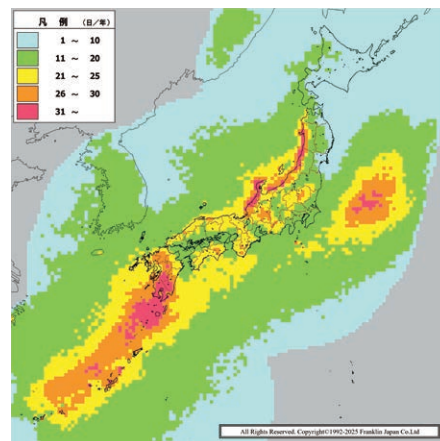 凡 例 (日/年)
1 ～ 10
11 ～ 20
21 ～ 25
26 ～ 30
31 ～
All Rights Reserved. Copyright©1992-2025 Franklin Japan Co.Ltd